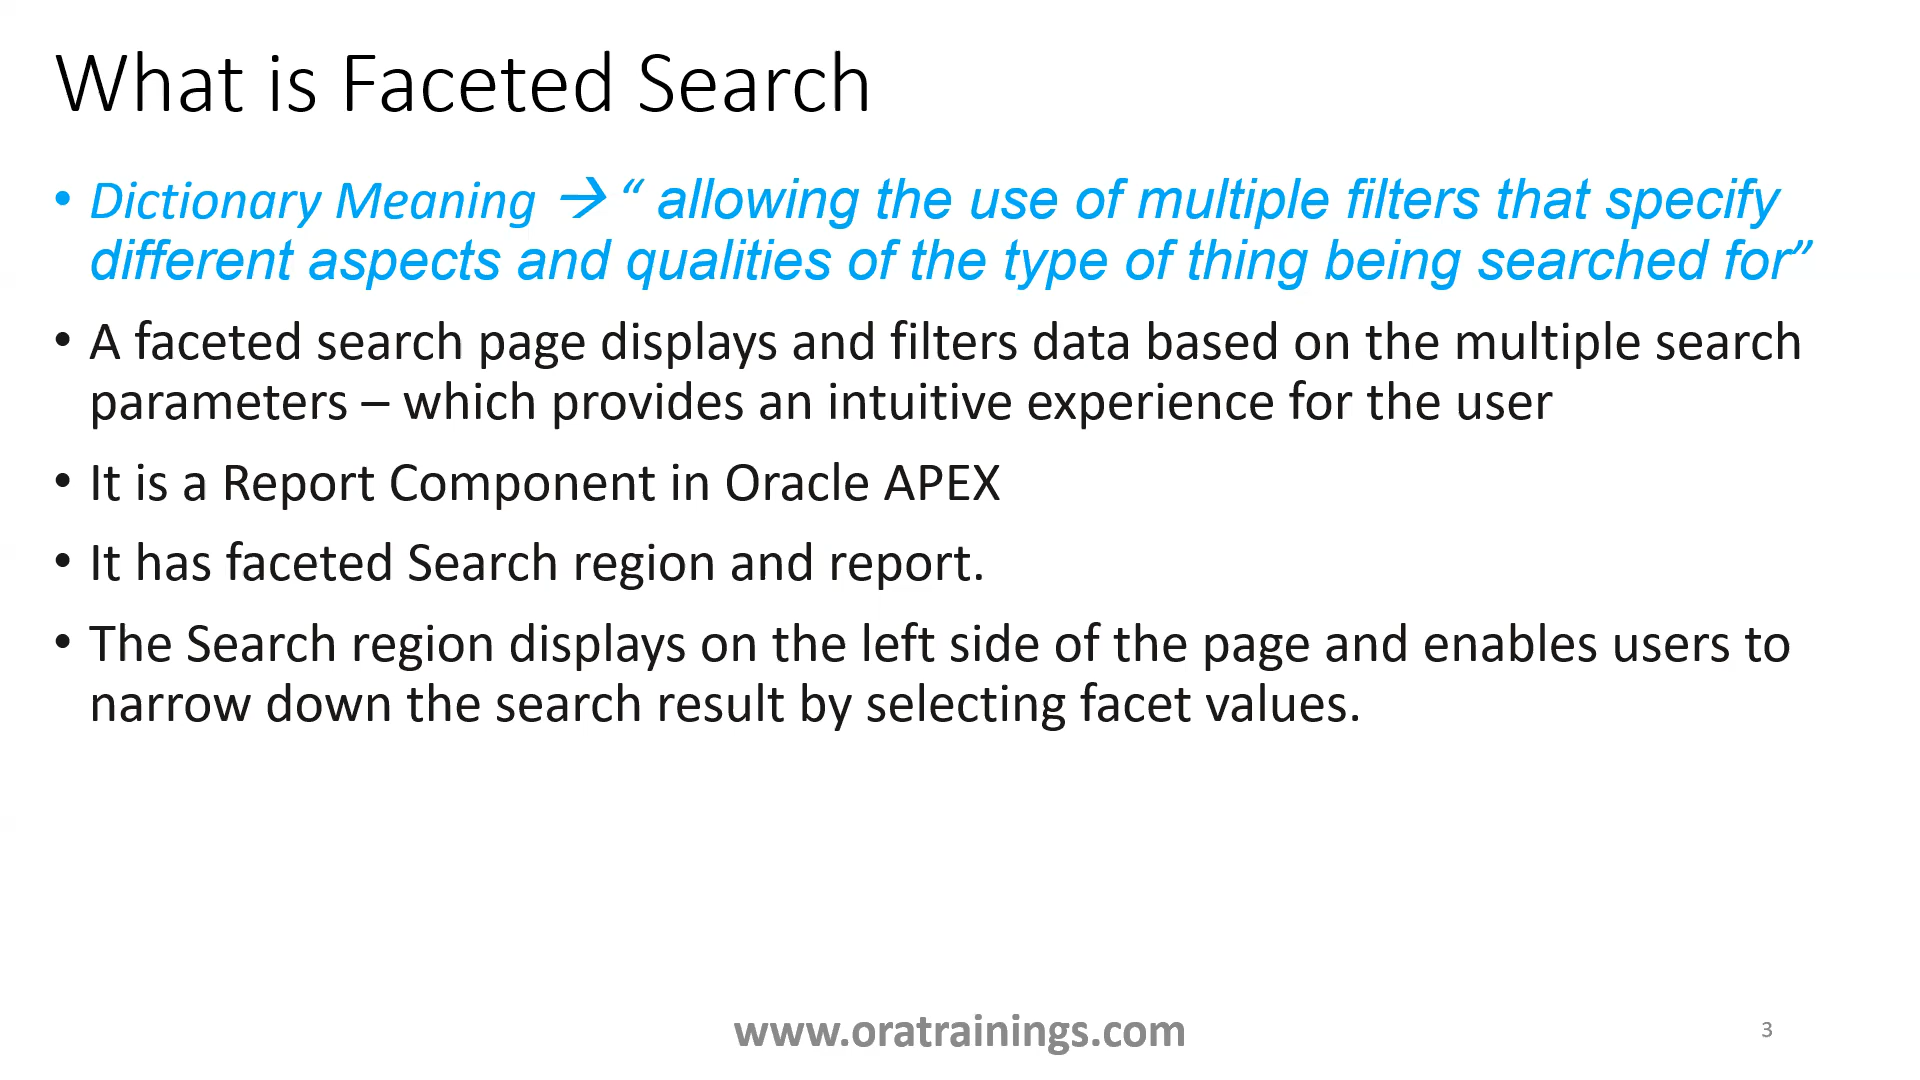 What is Faceted Search
• Dictionary Meaning → “ allowing the use of multiple filters that specify
different aspects and qualities of the type of thing being searched for”
• A faceted search page displays and filters data based on the multiple search
parameters – which provides an intuitive experience for the user
• It is a Report Component in Oracle APEX
• It has faceted Search region and report.
• The Search region displays on the left side of the page and enables users to
narrow down the search result by selecting facet values.
www.oratrainings.com
3